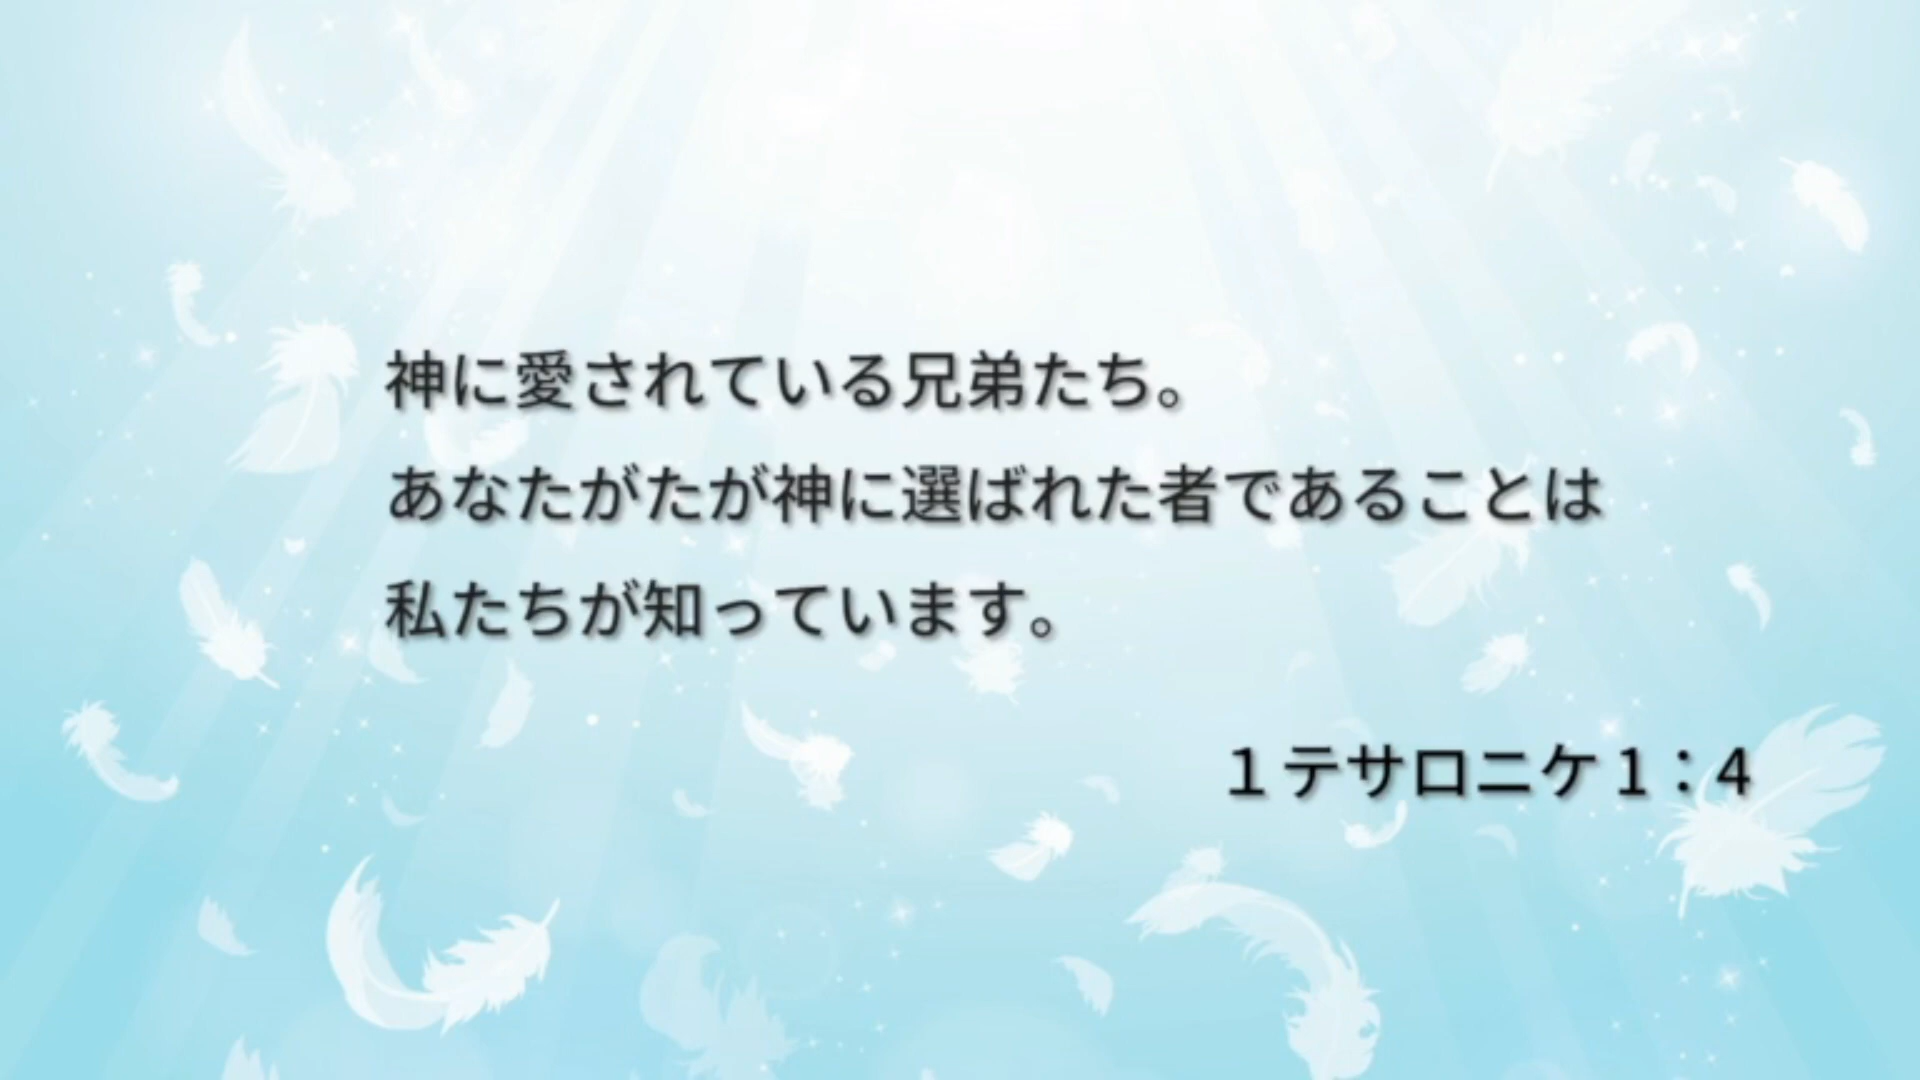 神に愛されている兄弟たち。
あなたがたが神に選ばれた者であることは
私たちが知っています。
１テサロニケ 1：4